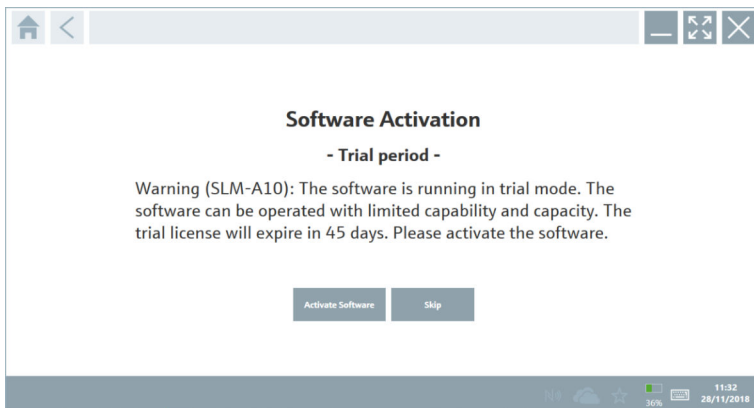 Software Activation
- Trial period -
Warning (SLM-A10): The software is running in trial mode. The
software can be operated with limited capability and capacity. The
trial license will expire in 45 days. Please activate the software.
Activate Software Skip
11:32
36% 28/11/2018